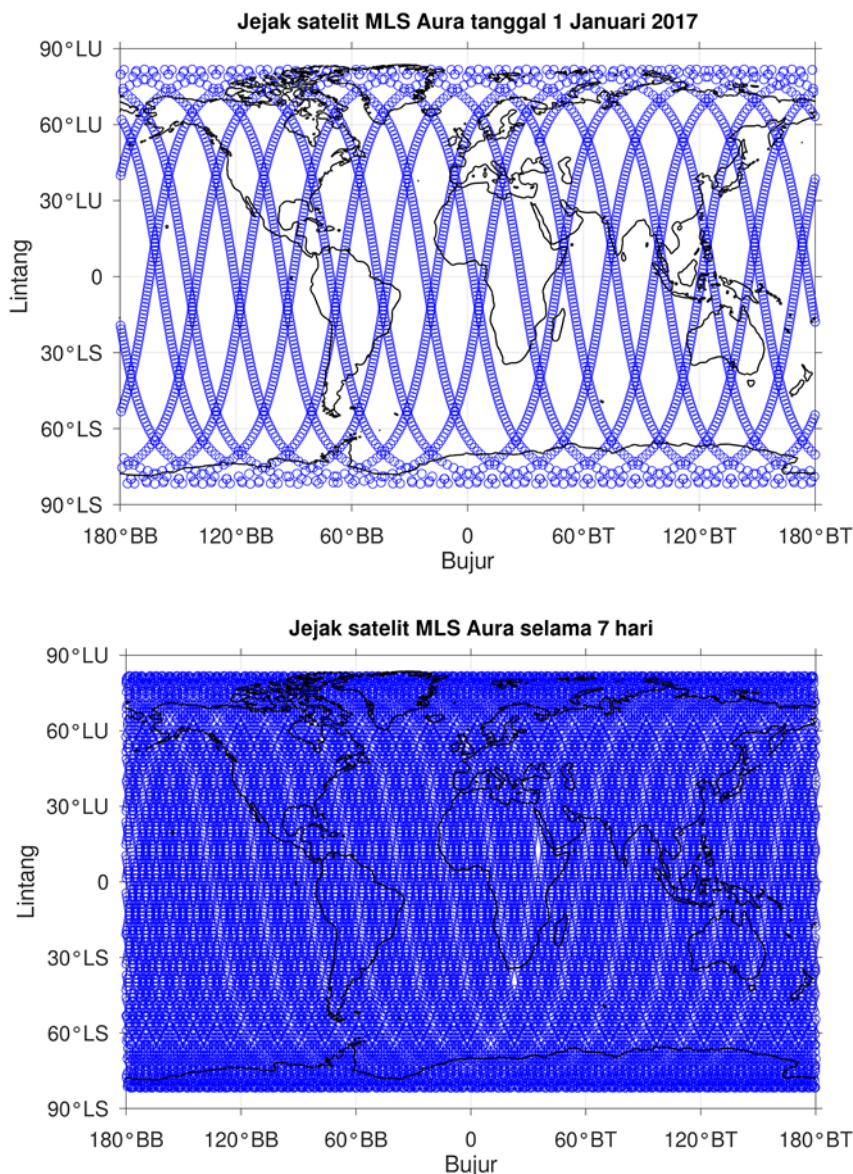 Jejak satelit MLS Aura tanggal 1 Januari 2017
90°LU
60°LU
30°LU
0
30°LS
60°LS
90°LS
Lintang
180°BB
120°BB
60°BB
0
60°BT
120°BT
180°BT
Bujur
Jejak satelit MLS Aura selama 7 hari
90°LU
60°LU
30°LU
0
30°LS
60°LS
90°LS
Lintang
180°BB
120°BB
60°BB
0
60°BT
120°BT
180°BT
Bujur